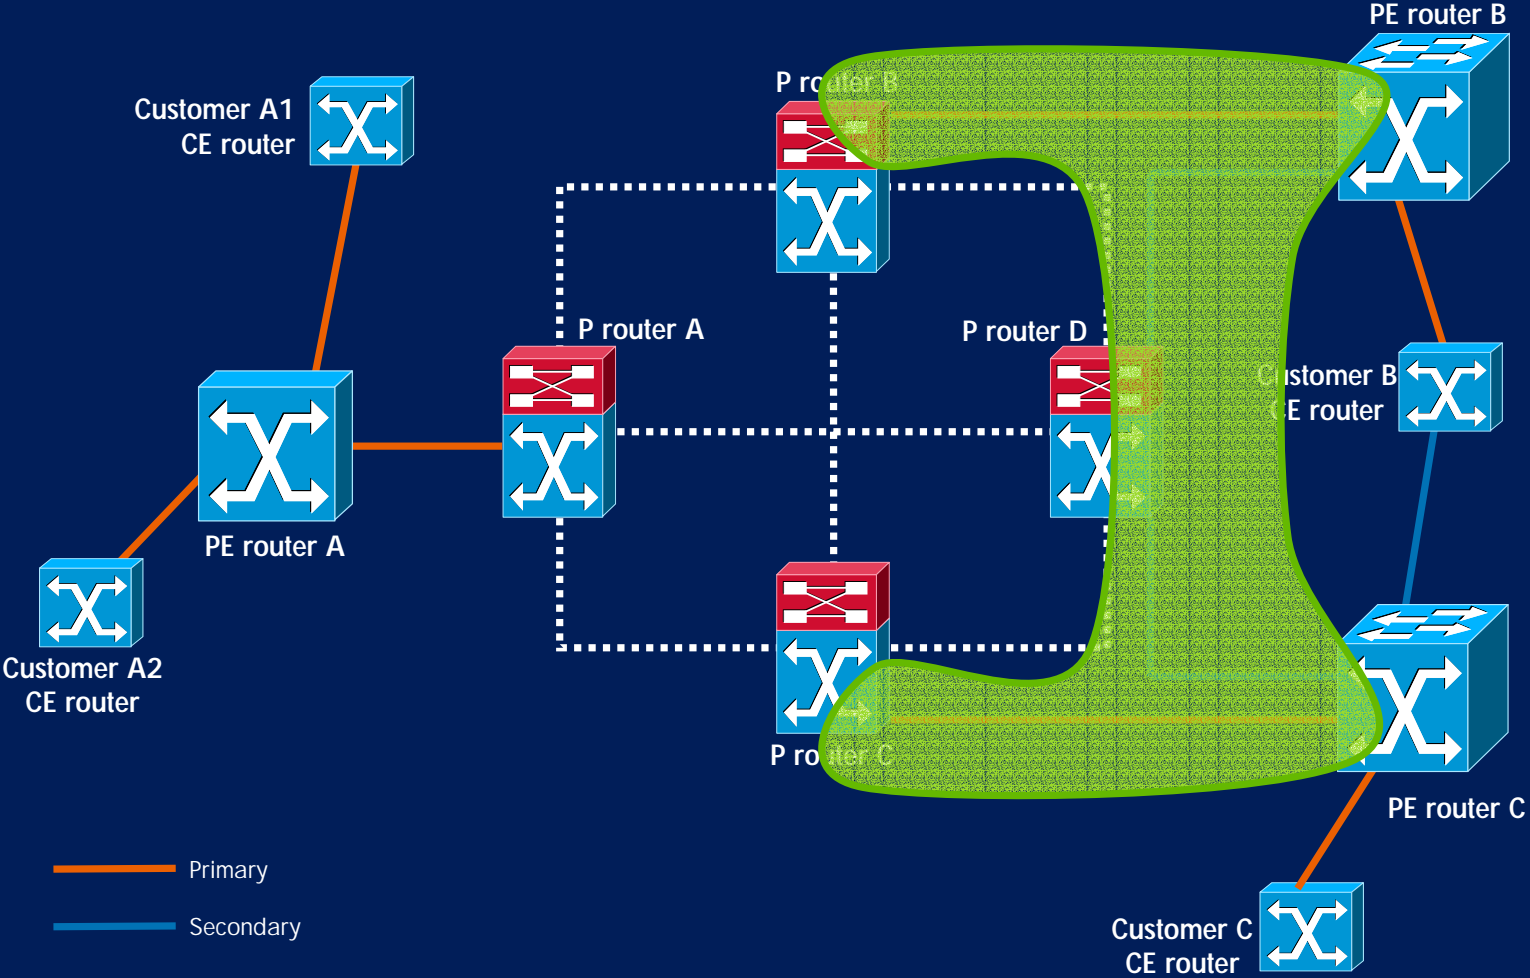 PE router B
P router B
Customer A1
CE router
P router A
P router D
Customer B
CE router
PE router A
Customer A2
CE router
P router C
PE router C
Primary
Secondary
Customer C
CE router